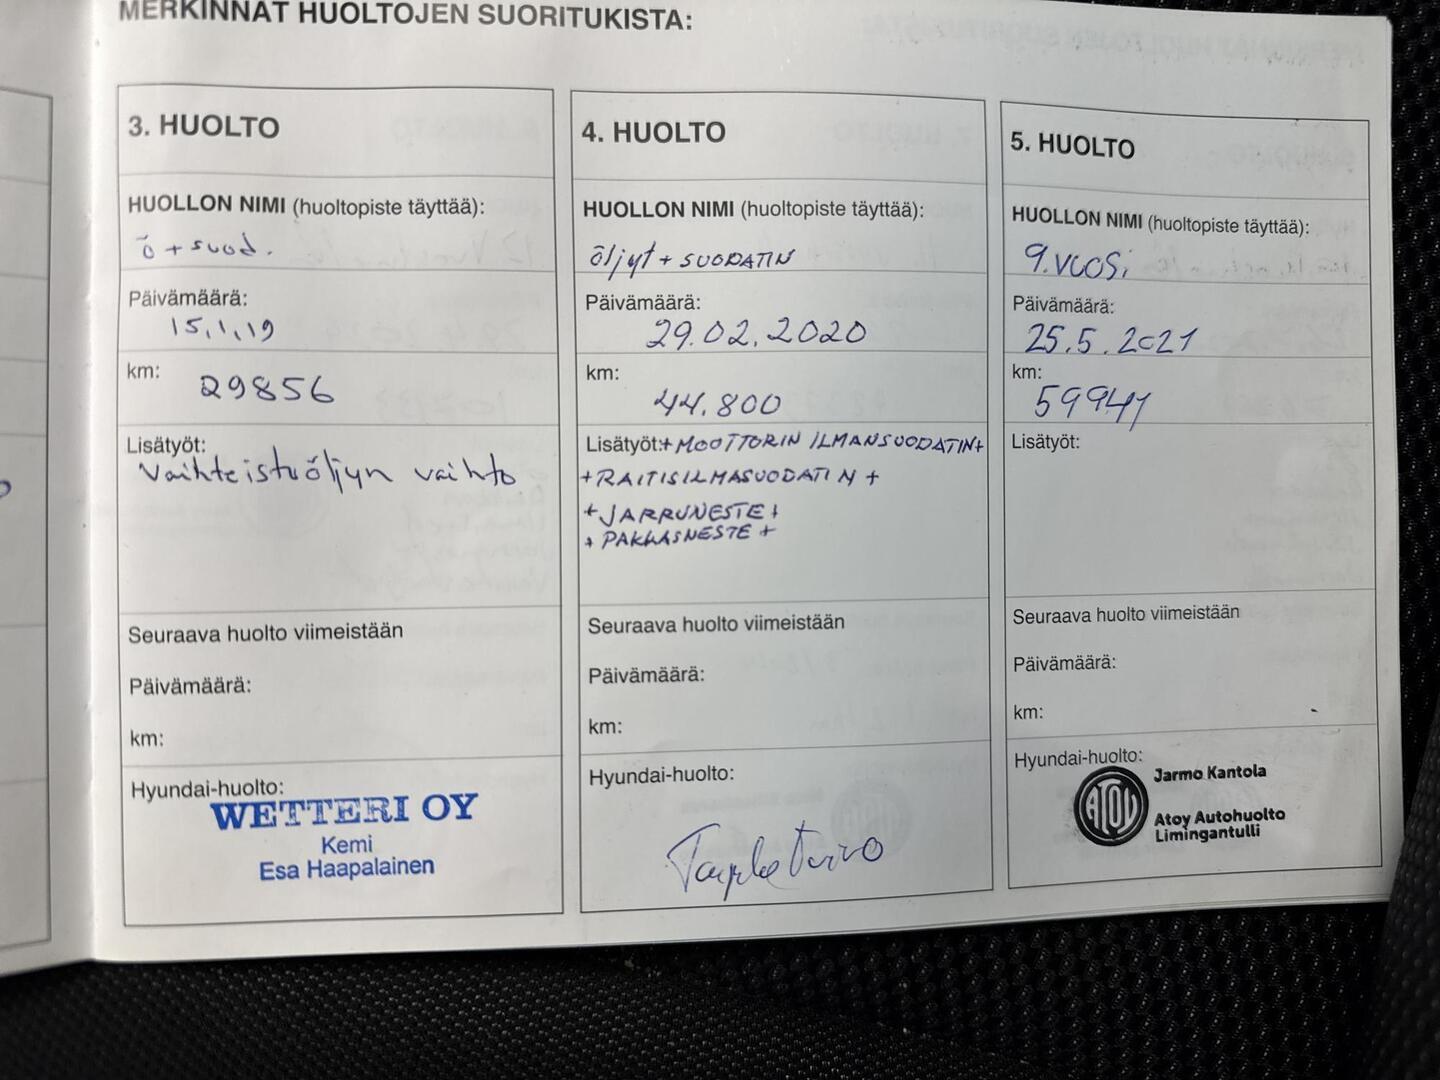 MERKINNÄT HUOLTOJEN SUORITUKISTA:
3. HUOLTO
HUOLLON NIMI (huoltopiste täyttää):
ö + suod.
Päivämäärä:
15.1.19
km:
29856
Lisätyöt:
Vaihteistoöljyn vaihto
Seuraava huolto viimeistään
Päivämäärä:
km:
Hyundai-huolto:
WETTERI OY
Kemi
Esa Haapalainen
4. HUOLTO
HUOLLON NIMI (huoltopiste täyttää):
öljyt + SUODATIN
Päivämäärä:
29.02.2020
km:
44.800
Lisätyöt:+MOOTTORIN ILMANSUODATIN+
+RAITISILMASUODATIN +
+JARRUNESTE+
+ PAKKASNESTE +
Seuraava huolto viimeistään
Päivämäärä:
km:
Hyundai-huolto:
5. HUOLTO
HUOLLON NIMI (huoltopiste täyttää):
9.vuosi
Päivämäärä:
25.5.2021
km:
59941
Lisätyöt:
Seuraava huolto viimeistään
Päivämäärä:
km:
Hyundai-huolto:
ATOY
Jarmo Kantola
Atoy Autohuolto
Limingantulli